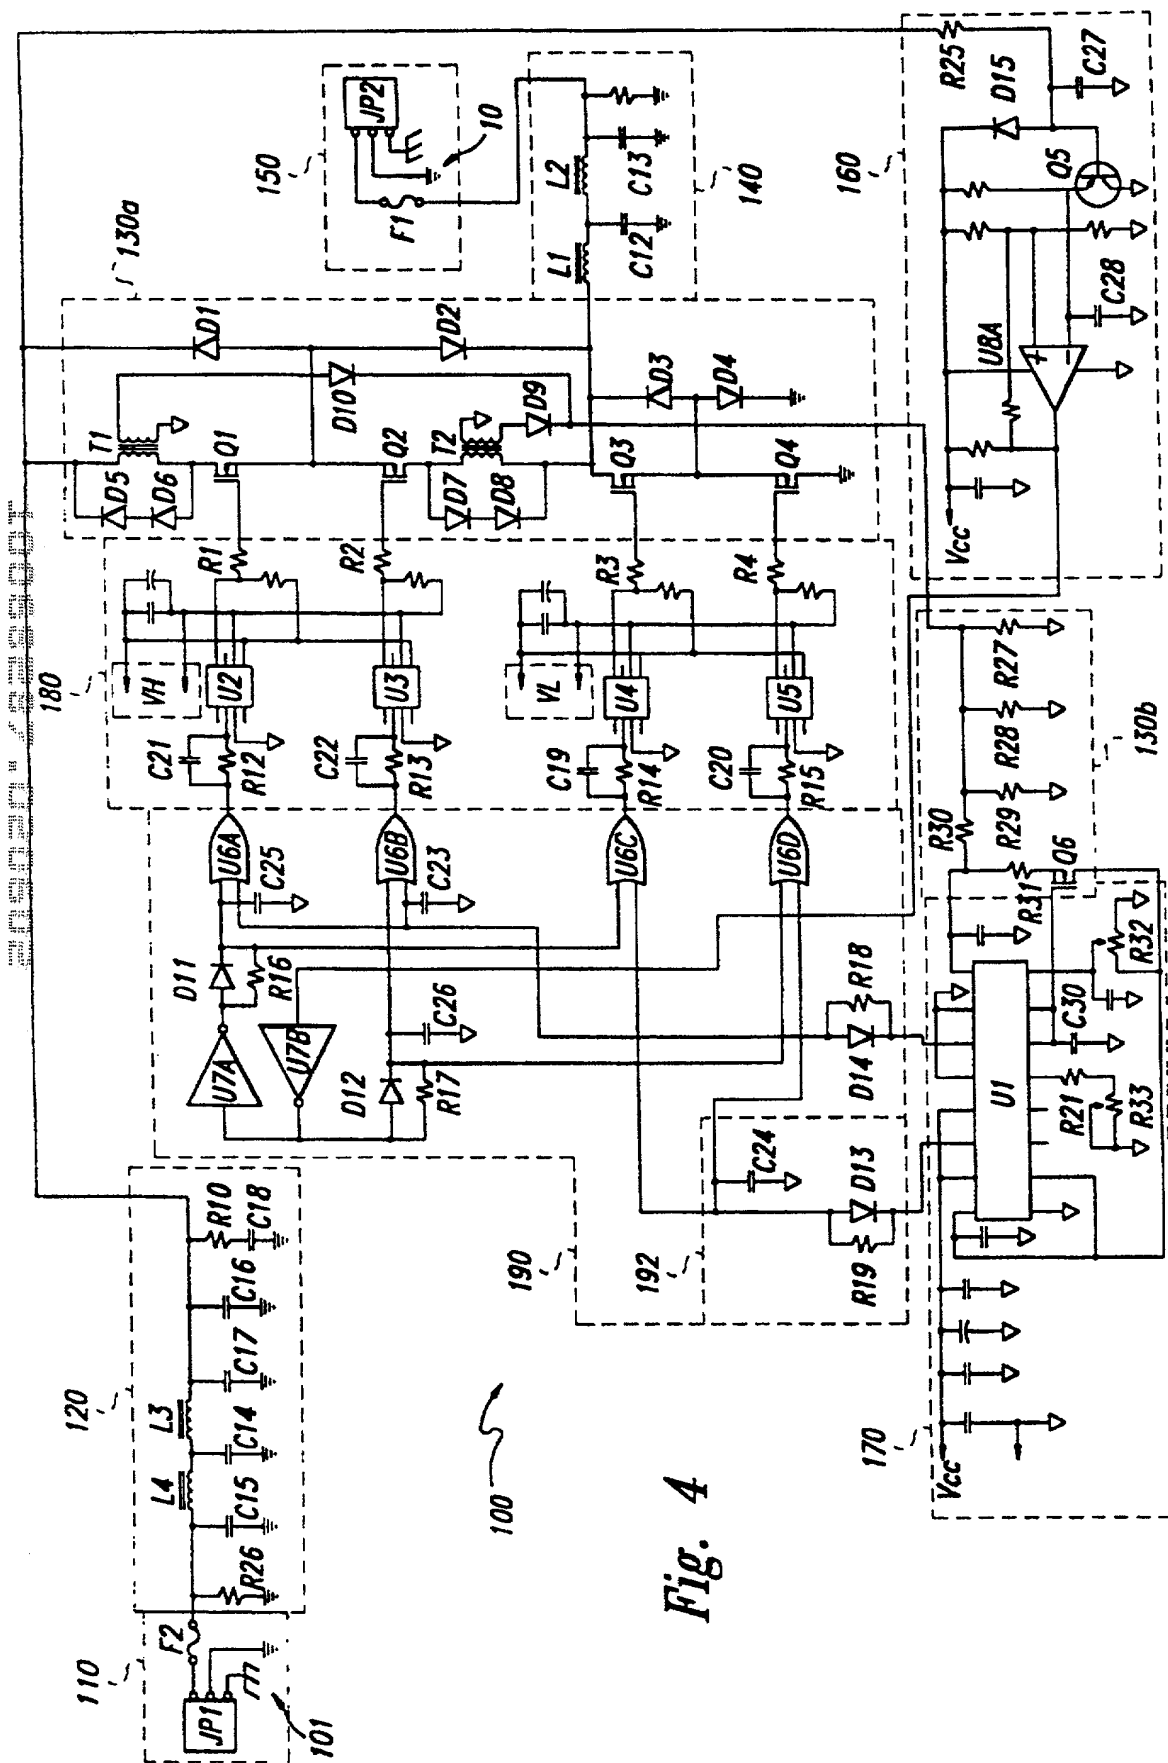 110
JP1
F2
101
120
R26
C15
L4
C14
L3
C17
C16
R10
C18
100
190
U7A
D11
R16
U7B
D12
R17
C26
C25
C23
U6A
U6B
U6C
U6D
192
C24
R19
D13
D14
R18
180
C21
R12
U2
VH
R1
C22
R13
U3
R2
C19
R14
U4
VL
R3
C20
R15
U5
R4
130a
D5
D6
T1
Q1
D1
D10
Q2
D7
D8
T2
D9
D2
Q3
D3
Q4
D4
150
JP2
F1
10
140
L1
C12
L2
C13
160
Vcc
U8A
+
−
C28
Q5
D15
R25
C27
170
Vcc
U1
R21
R33
C30
R32
130b
R31
Q6
R30
R29
R28
R27
Fig. 4